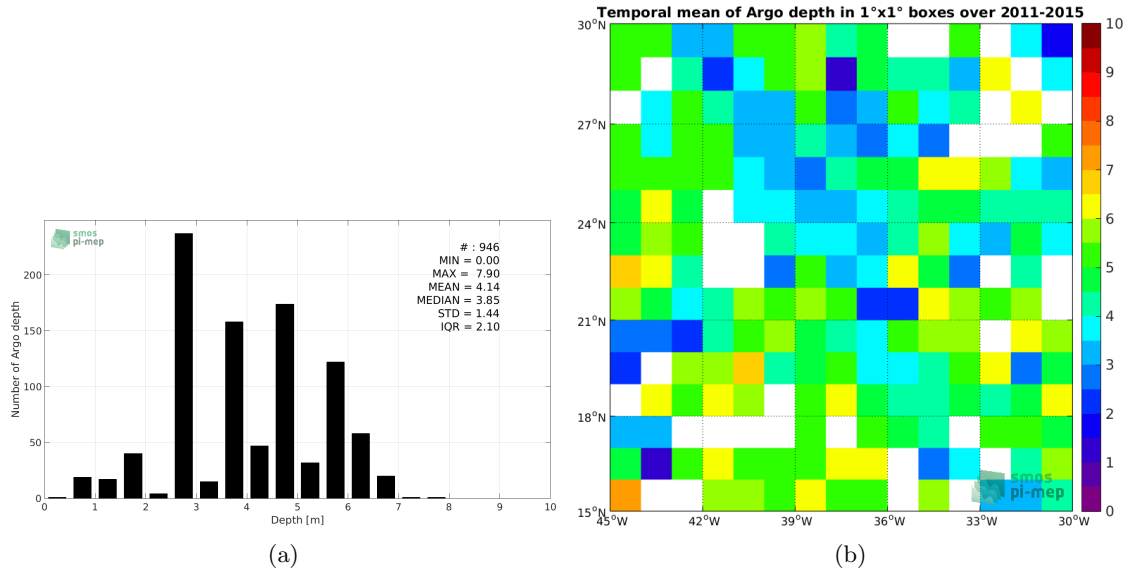 smos
pi-mep
# : 946
MIN = 0.00
MAX = 7.90
MEAN = 4.14
MEDIAN = 3.85
STD = 1.44
IQR = 2.10
Number of Argo depth
200
150
100
50
0
0 1 2 3 4 5 6 7 8 9 10
Depth [m]
(a)
Temporal mean of Argo depth in 1°x1° boxes over 2011-2015
30°N
27°N
24°N
21°N
18°N
15°N
45°W 42°W 39°W 36°W 33°W 30°W
smos
pi-mep
10
9
8
7
6
5
4
3
2
1
0
(b)